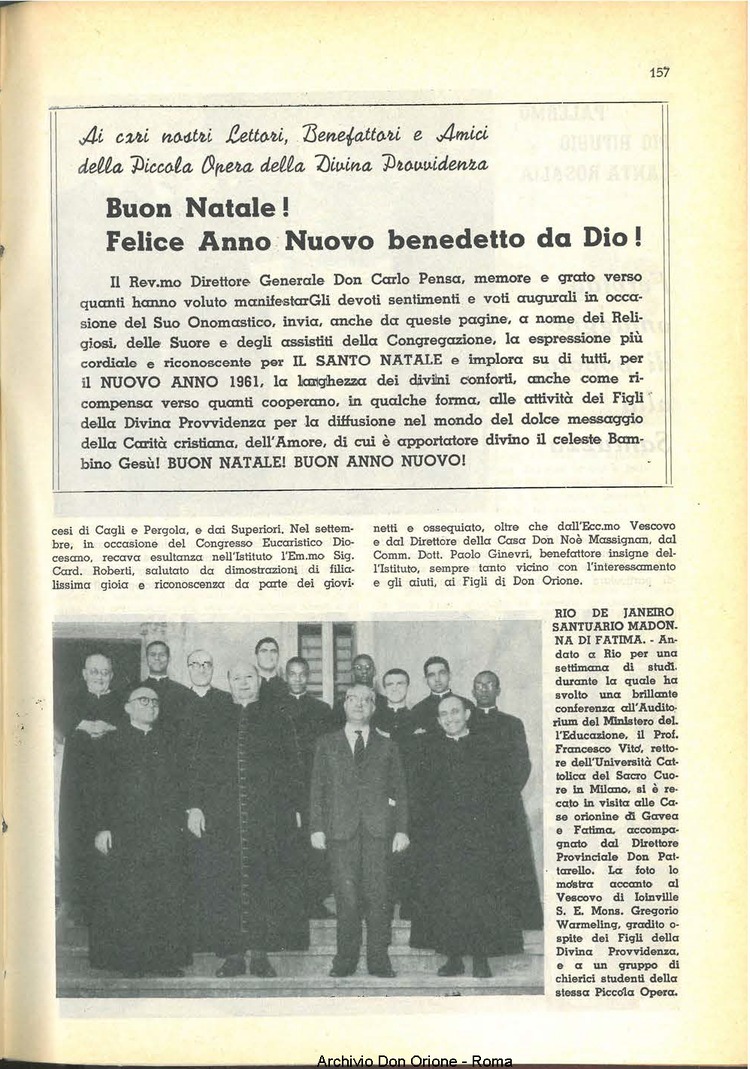 157
Ai cari nostri Lettori, Benefattori e Amici
della Piccola Opera della Divina Provvidenza
Buon Natale !
Felice Anno Nuovo benedetto da Dio !
Il Rev.mo Direttore Generale Don Carlo Pensa, memore e grato verso
quanti hanno voluto manifestarGli devoti sentimenti e voti augurali in occa-
sione del Suo Onomastico, invia, anche da queste pagine, a nome dei Reli-
giosi, delle Suore e degli assistiti della Congregazione, la espressione più
cordiale e riconoscente per IL SANTO NATALE e implora su di tutti, per
il NUOVO ANNO 1961, la larghezza dei divini conforti, anche come ri-
compensa verso quanti cooperano, in qualche forma, alle attività dei Figli
della Divina Provvidenza per la diffusione nel mondo del dolce messaggio
della Carità cristiana, dell'Amore, di cui è apportatore divino il celeste Bam-
bino Gesù! BUON NATALE! BUON ANNO NUOVO!
cesi di Cagli e Pergola, e dai Superiori. Nel settem-
bre, in occasione del Congresso Eucaristico Dio-
cesano, recava esultanza nell'Istituto l'Em.mo Sig.
Card. Roberti, salutato da dimostrazioni di filia-
lissima gioia e riconoscenza da parte dei giovi-
netti e ossequiato, oltre che dall'Ecc.mo Vescovo
e dal Direttore della Casa Don Noè Massignan, dal
Comm. Dott. Paolo Ginevri, benefattore insigne del-
l'Istituto, sempre tanto vicino con l'interessamento
e gli aiuti, ai Figli di Don Orione.
RIO DE JANEIRO
SANTUARIO MADON-
NA DI FATIMA. - An-
dato a Rio per una
settimana di studi,
durante la quale ha
svolto una brillante
conferenza all'Audito-
rium del Ministero del-
l'Educazione, il Prof.
Francesco Vito, retto-
re dell'Università Cat-
tolica del Sacro Cuo-
re in Milano, si è re-
cato in visita alle Ca-
se orionine di Gavea
e Fatima, accompa-
gnato dal Direttore
Provinciale Don Pat-
tarello. La foto lo
mostra accanto al
Vescovo di Ioinville
S. E. Mons. Gregorio
Warmeling, gradito o-
spite dei Figli della
Divina Provvidenza,
e a un gruppo di
chierici studenti della
stessa Piccola Opera.
Archivio Don Orione - Roma